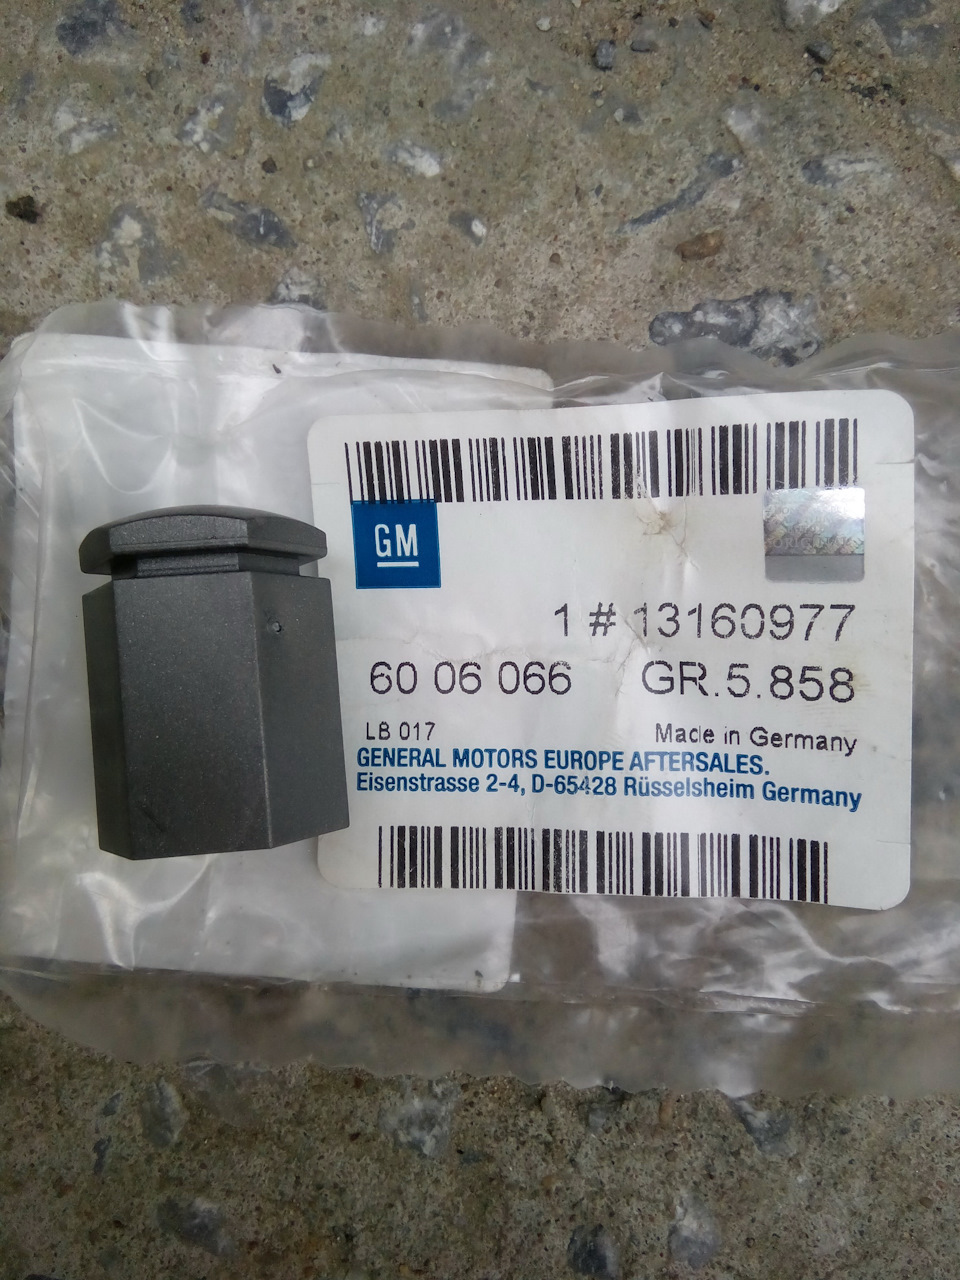 GM
1 # 13160977
60 06 066 GR.5.858
LB 017 Made in Germany
GENERAL MOTORS EUROPE AFTERSALES.
Eisenstrasse 2-4, D-65428 Rüsselsheim Germany